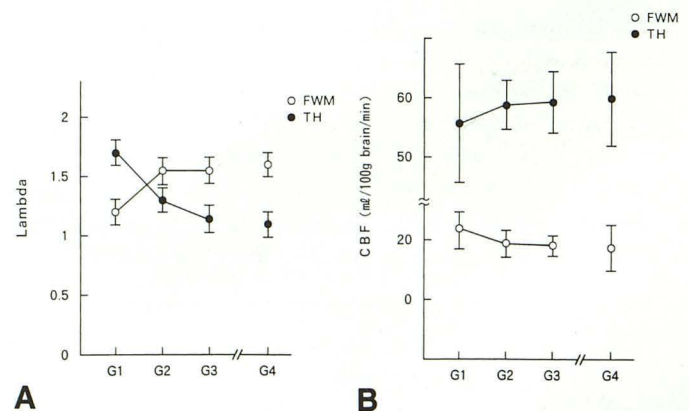 FWM
TH
2
1.5
1
0.5
0
Lambda
G1 G2 G3 G4
A
FWM
TH
60
50
20
0
CBF (mℓ/100g brain/min)
G1 G2 G3 G4
B